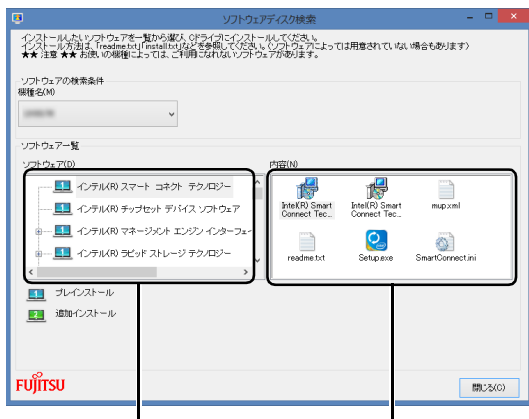 ソフトウェアディスク検索
インストールしたいソフトウェアを一覧から選び、Cドライブにインストールしてください。
インストール方法は、「readme.txt」「install.txt」などを参照してください。(ソフトウェアによっては用意されていない場合もあります)
★★ 注意 ★★ お使いの機種によっては、ご利用になれないソフトウェアがあります。
ソフトウェアの検索条件
機種名(M)
ソフトウェア一覧
ソフトウェア(D)
内容(N)
インテル(R) スマート コネクト テクノロジー
インテル(R) チップセット デバイス ソフトウェア
インテル(R) マネージメント エンジン インターフェー
インテル(R) ラピッド ストレージ テクノロジー
Intel(R) Smart Connect Tec...
Intel(R) Smart Connect Tec...
mup.xml
readme.txt
Setup.exe
SmartConnect.ini
1 プレインストール
2 追加インストール
FUJITSU
閉じる(C)